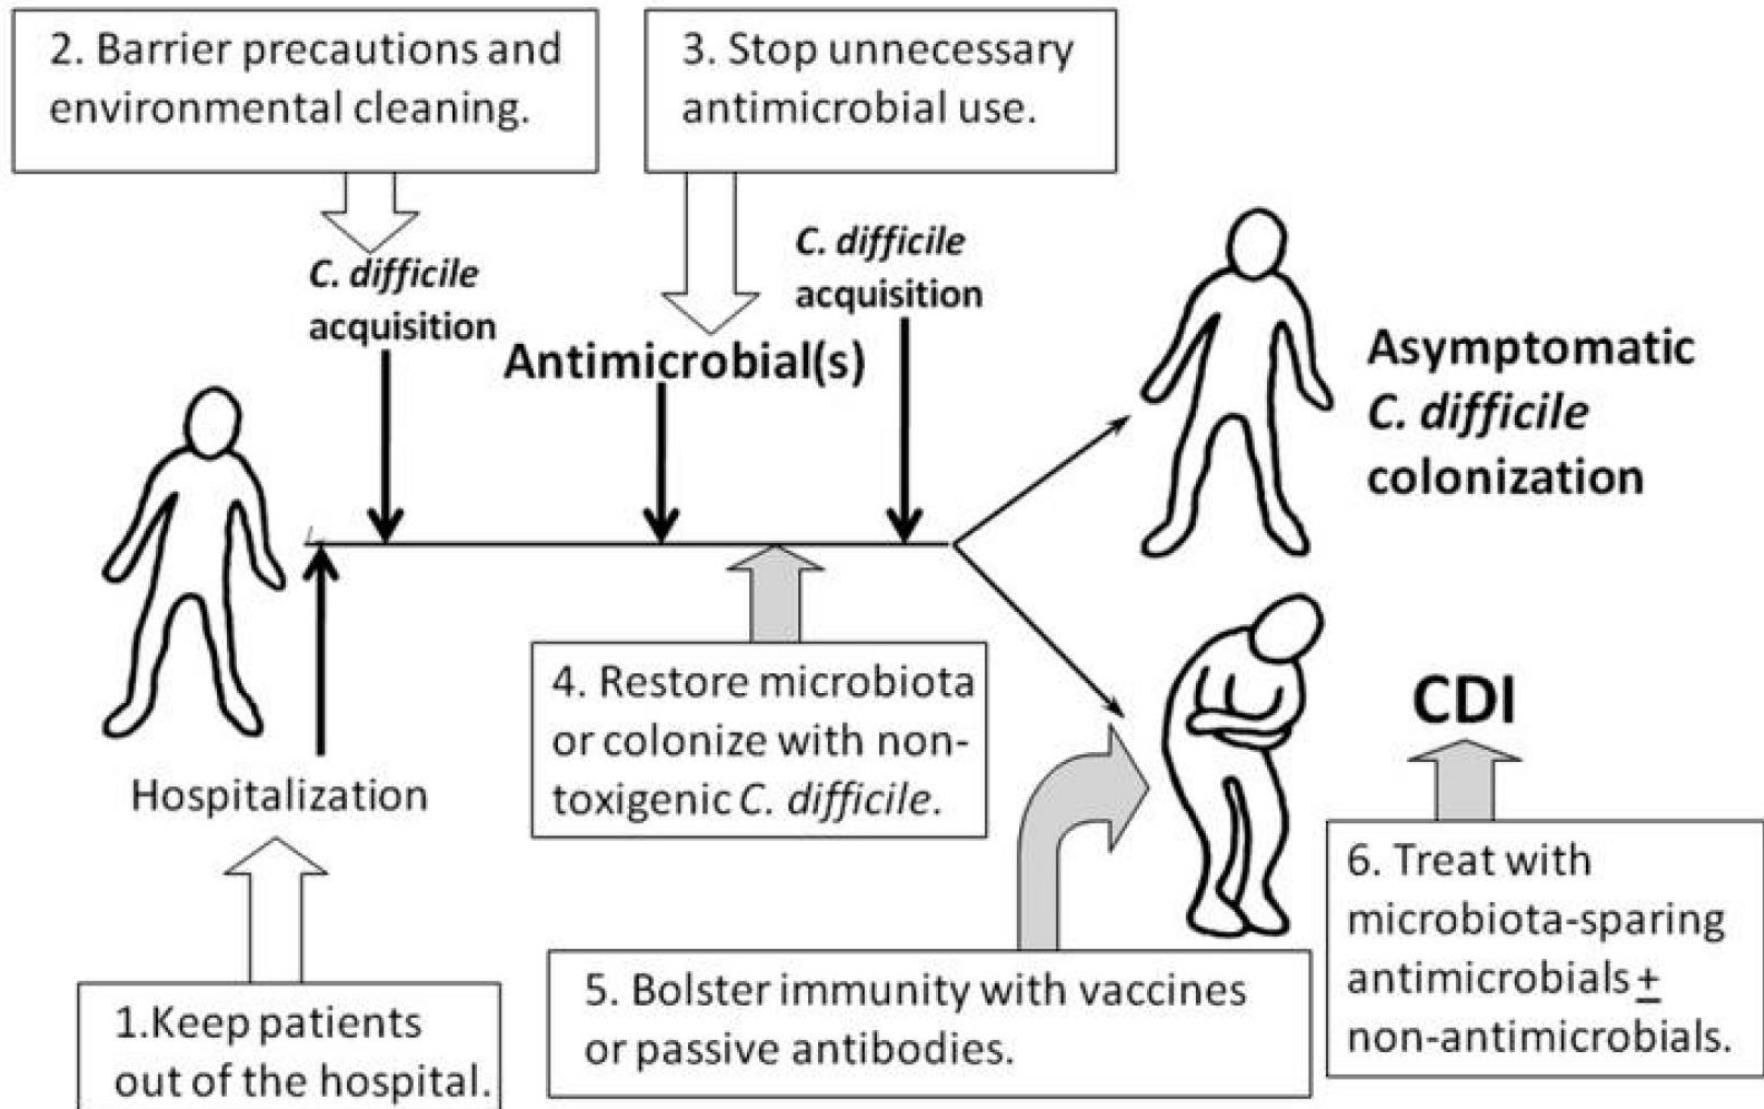 2. Barrier precautions and
environmental cleaning.
3. Stop unnecessary
antimicrobial use.
C. difficile
acquisition
Antimicrobial(s)
C. difficile
acquisition
Asymptomatic
C. difficile
colonization
Hospitalization
4. Restore microbiota
or colonize with non-
toxigenic C. difficile.
CDI
1.Keep patients
out of the hospital.
5. Bolster immunity with vaccines
or passive antibodies.
6. Treat with
microbiota-sparing
antimicrobials ±
non-antimicrobials.